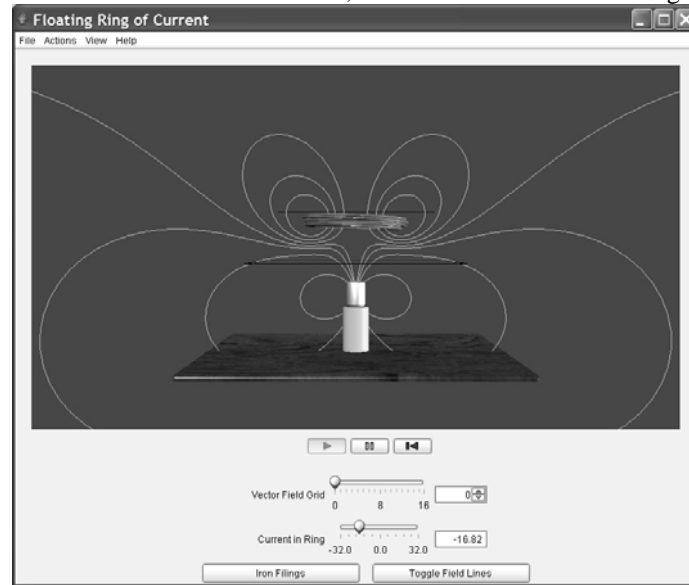 Floating Ring of Current
File Actions View Help
Vector Field Grid
0
0 8 16
Current in Ring
-16.82
-32.0 0.0 32.0
Iron Filings Toggle Field Lines